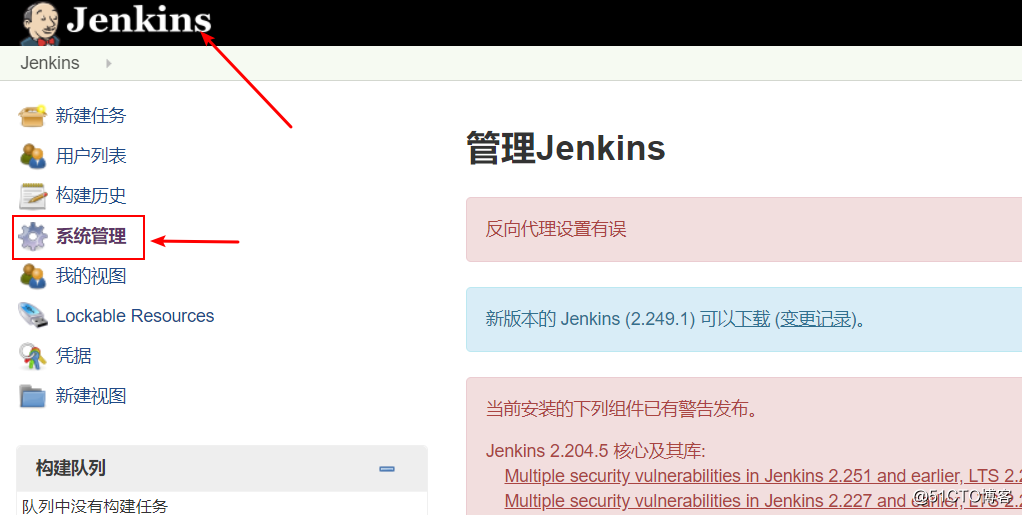 Jenkins
Jenkins
新建任务
用户列表
构建历史
系统管理
我的视图
Lockable Resources
凭据
新建视图
构建队列
队列中没有构建任务
管理Jenkins
反向代理设置有误
新版本的 Jenkins (2.249.1) 可以下载 (变更记录)。
当前安装的下列组件已有警告发布。
Jenkins 2.204.5 核心及其库:
Multiple security vulnerabilities in Jenkins 2.251 and earlier, LTS 2.2
Multiple security vulnerabilities in Jenkins 2.227 and earlier, LTS 2.2
@51CTO博客